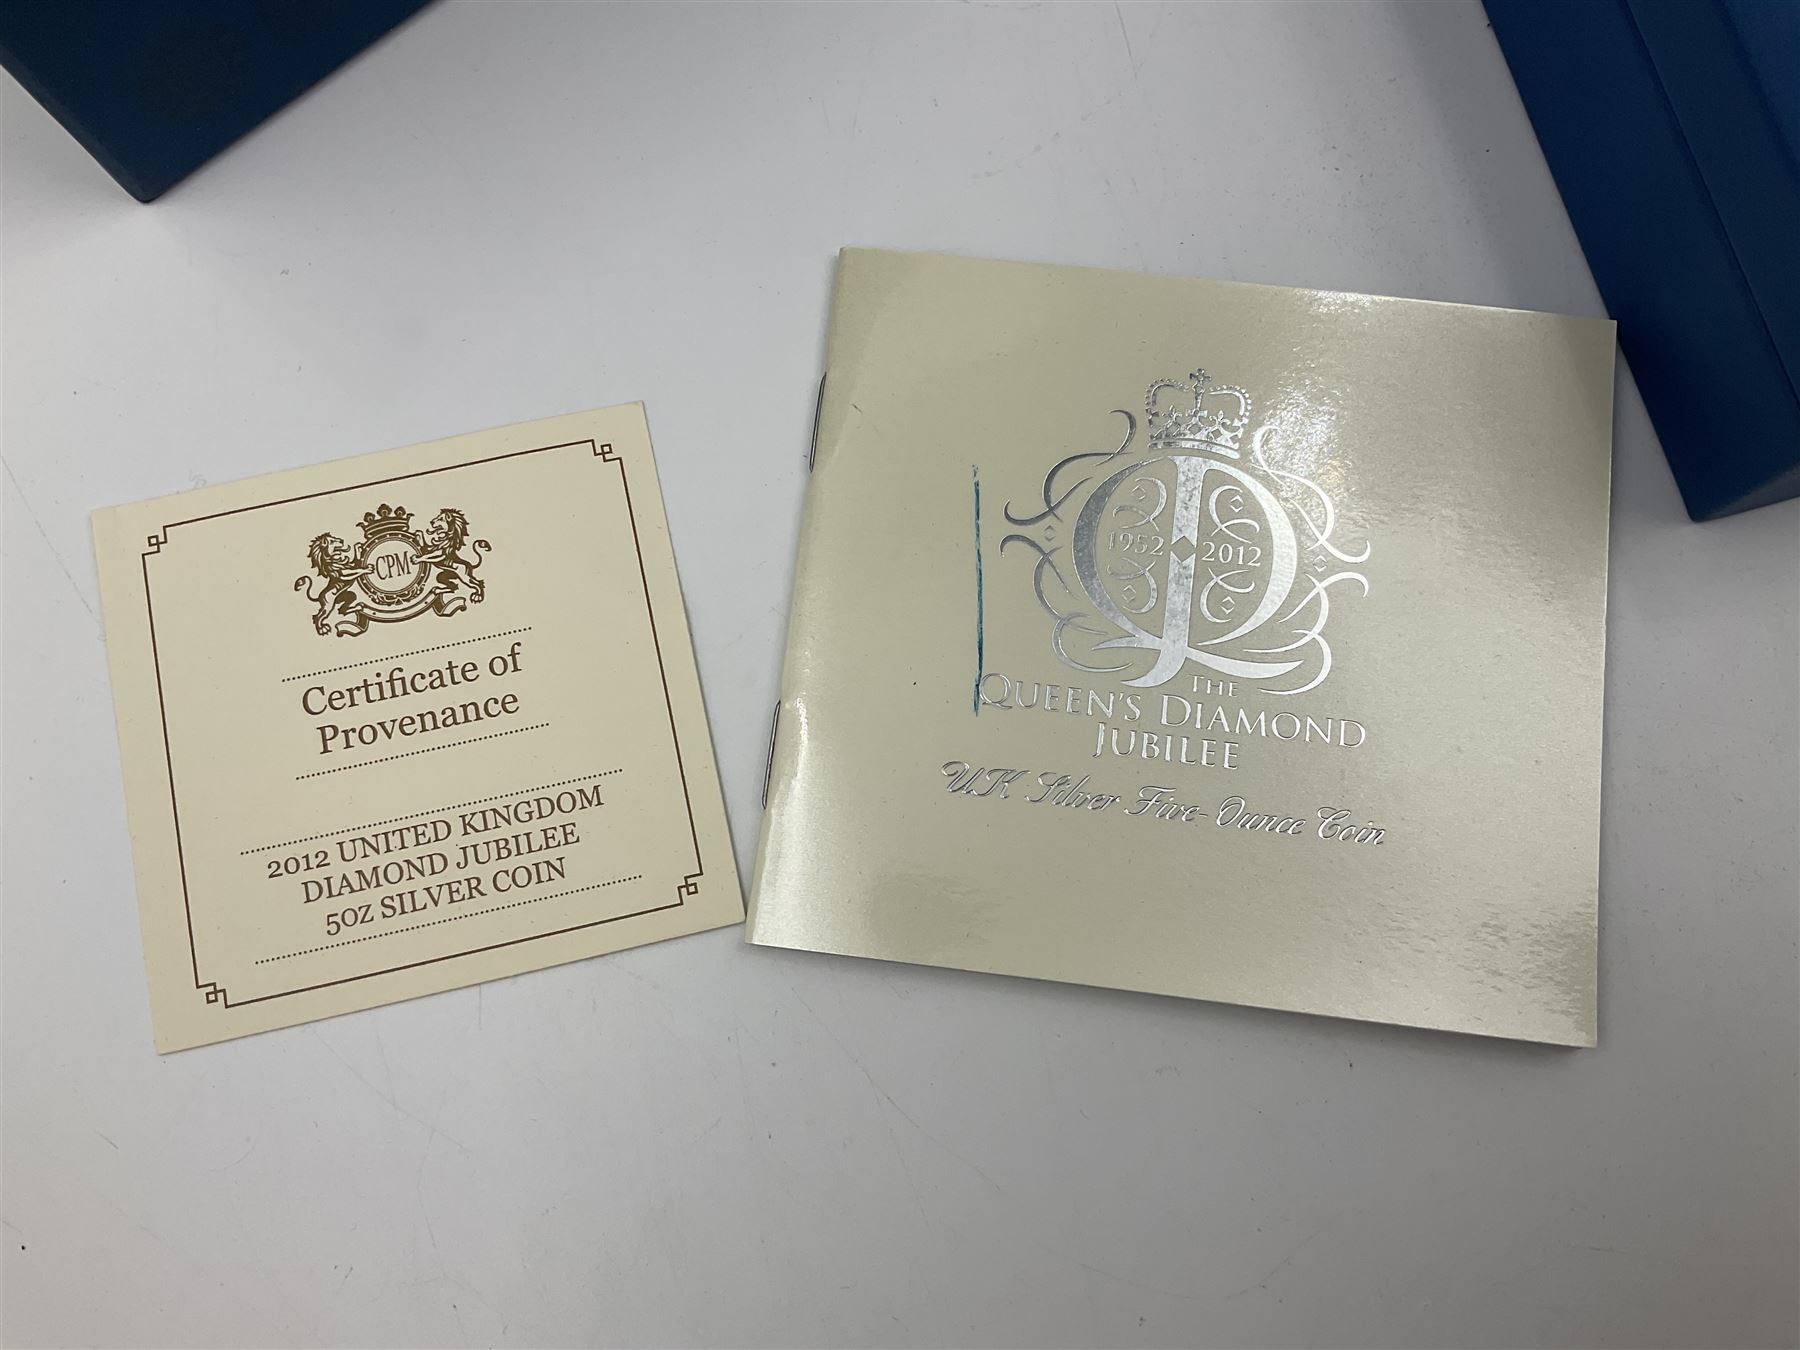 CPM
Certificate of
Provenance
2012 UNITED KINGDOM
DIAMOND JUBILEE
5OZ SILVER COIN
1952 2012
THE
QUEEN'S DIAMOND
JUBILEE
UK Silver Five-Ounce Coin